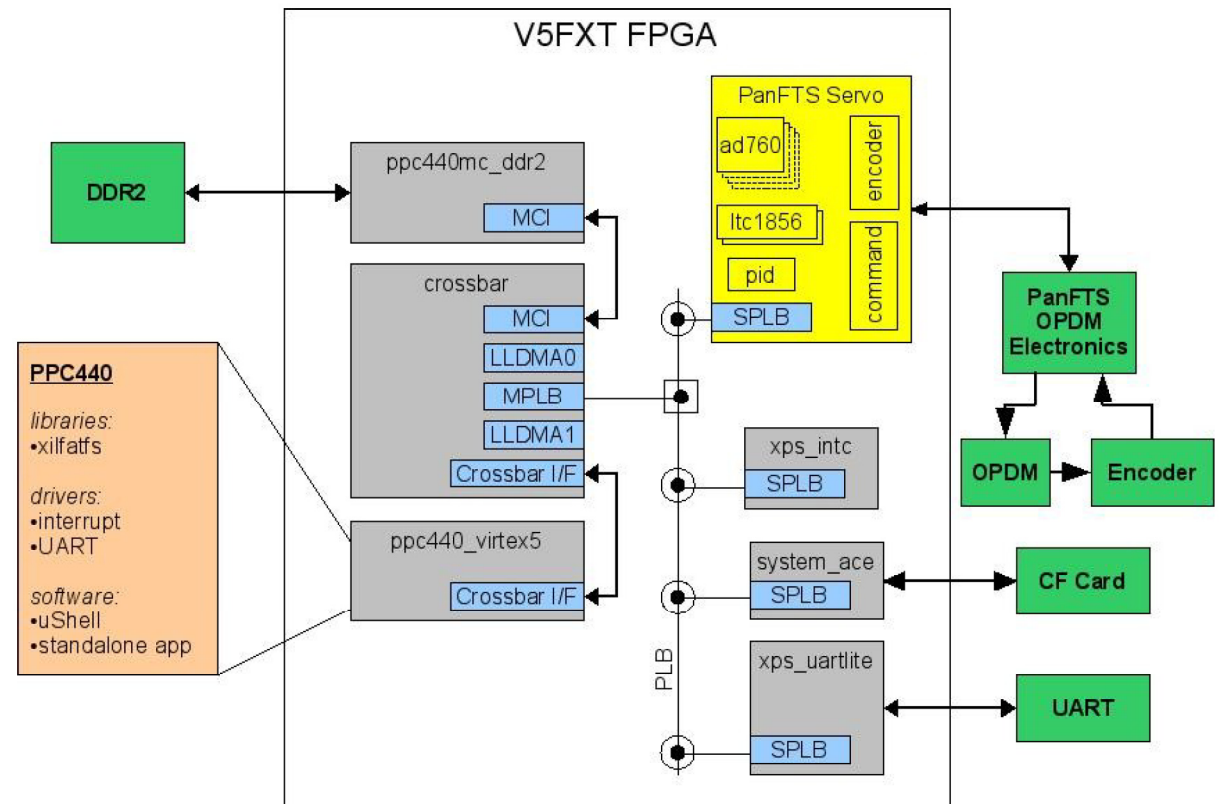 V5FXT FPGA
DDR2
ppc440mc_ddr2
MCI
crossbar
MCI
LLDMA0
MPLB
LLDMA1
Crossbar I/F
ppc440_virtex5
Crossbar I/F
PPC440
libraries:
•xilfatfs
drivers:
•interrupt
•UART
software:
•uShell
•standalone app
PanFTS Servo
ad760
ltc1856
pid
SPLB
encoder
command
PanFTS
OPDM
Electronics
OPDM
Encoder
xps_intc
SPLB
system_ace
SPLB
CF Card
PLB
xps_uartlite
SPLB
UART